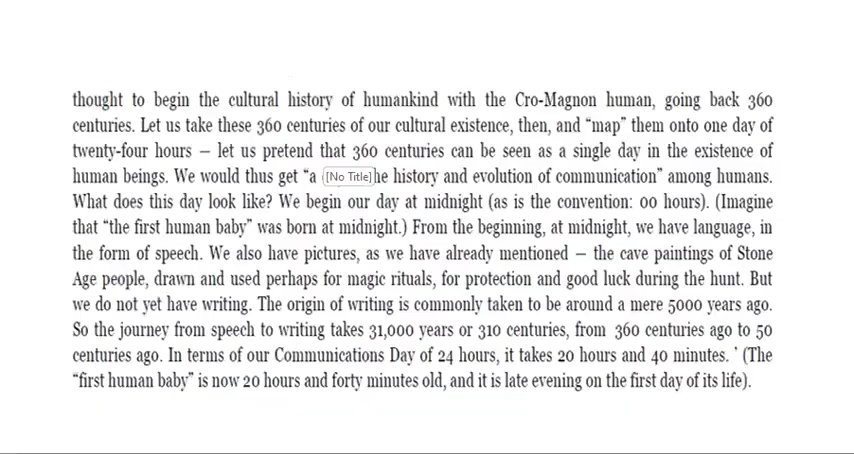 thought to begin the cultural history of humankind with the Cro-Magnon human, going back 360
centuries. Let us take these 360 centuries of our cultural existence, then, and “map” them onto one day of
twenty-four hours – let us pretend that 360 centuries can be seen as a single day in the existence of
human beings. We would thus get “a [No Title]he history and evolution of communication” among humans.
What does this day look like? We begin our day at midnight (as is the convention: 00 hours). (Imagine
that “the first human baby” was born at midnight.) From the beginning, at midnight, we have language, in
the form of speech. We also have pictures, as we have already mentioned – the cave paintings of Stone
Age people, drawn and used perhaps for magic rituals, for protection and good luck during the hunt. But
we do not yet have writing. The origin of writing is commonly taken to be around a mere 5000 years ago.
So the journey from speech to writing takes 31,000 years or 310 centuries, from 360 centuries ago to 50
centuries ago. In terms of our Communications Day of 24 hours, it takes 20 hours and 40 minutes. ‘ (The
“first human baby” is now 20 hours and forty minutes old, and it is late evening on the first day of its life).